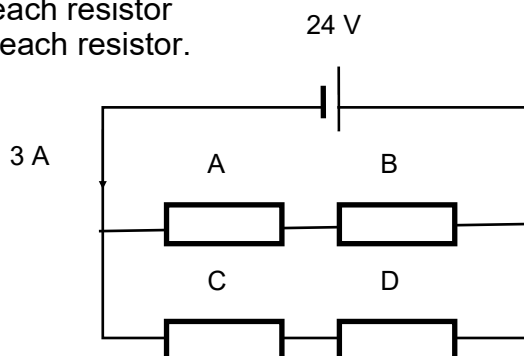 each resistor
each resistor.
24 V
3 A
A
B
C
D